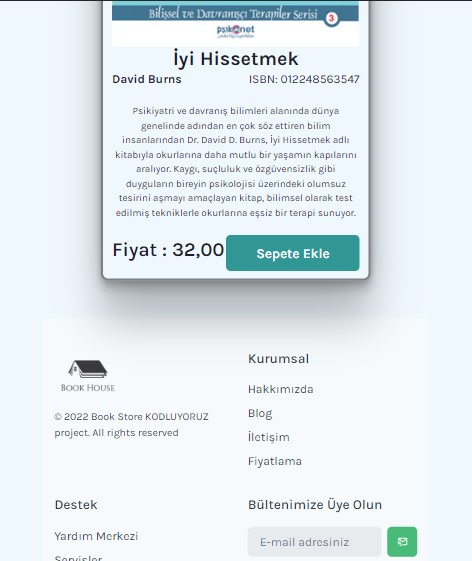 Bilişsel ve Davranışçı Terapiler Serisi 3
psikonet
İyi Hissetmek
David Burns ISBN: 012248563547
Psikiyatri ve davranış bilimleri alanında dünya
genelinde adından en çok söz ettiren bilim
insanlarından Dr. David D. Burns, İyi Hissetmek adlı
kitabıyla okurlarına daha mutlu bir yaşamın kapılarını
aralıyor. Kaygı, suçluluk ve özgüvensizlik gibi
duyguların bireyin psikolojisi üzerindeki olumsuz
tesirini aşmayı amaçlayan kitap, bilimsel olarak test
edilmiş tekniklerle okurlarına eşsiz bir terapi sunuyor.
Fiyat : 32,00 Sepete Ekle
BOOK HOUSE
© 2022 Book Store KODLUYORUZ
project. All rights reserved
Kurumsal
Hakkımızda
Blog
İletişim
Fiyatlama
Destek
Yardım Merkezi
Servisler
Bültenimize Üye Olun
E-mail adresiniz